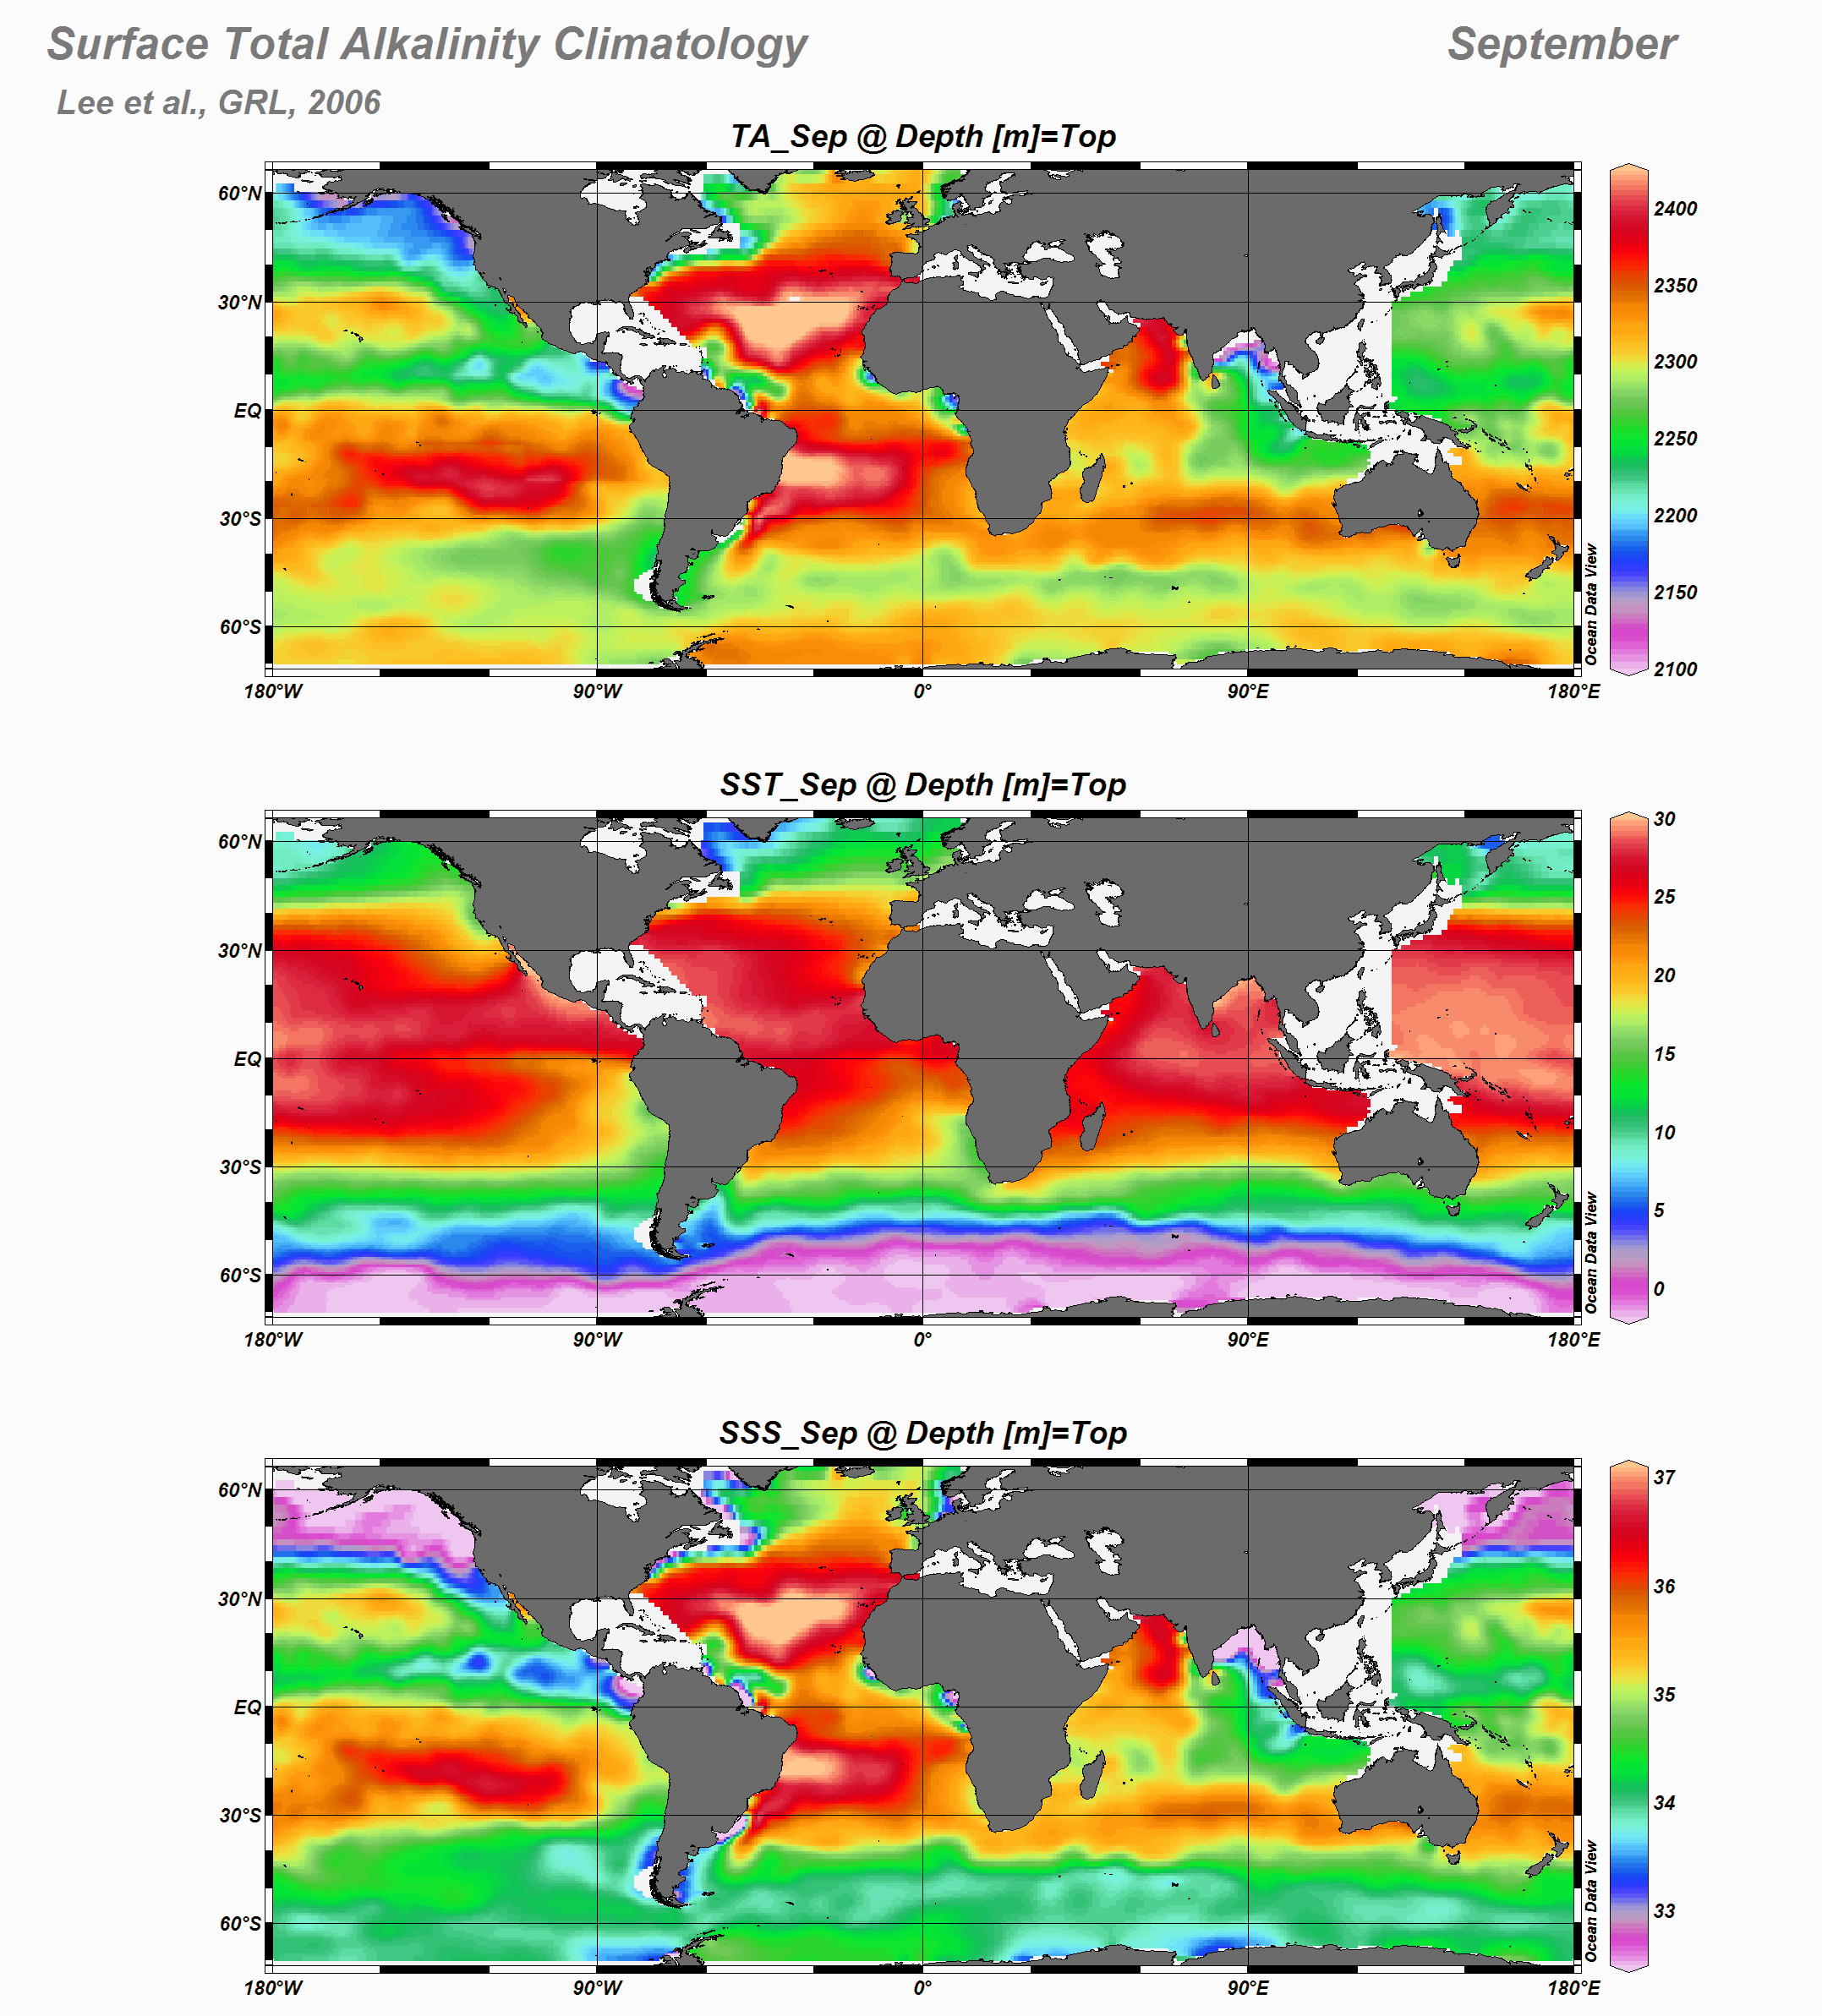 Surface Total Alkalinity Climatology
September
Lee et al., GRL, 2006
TA_Sep @ Depth [m]=Top
60°N
30°N
EQ
30°S
60°S
180°W
90°W
0°
90°E
180°E
Ocean Data View
2400
2350
2300
2250
2200
2150
2100
SST_Sep @ Depth [m]=Top
60°N
30°N
EQ
30°S
60°S
180°W
90°W
0°
90°E
180°E
Ocean Data View
30
25
20
15
10
5
0
SSS_Sep @ Depth [m]=Top
60°N
30°N
EQ
30°S
60°S
180°W
90°W
0°
90°E
180°E
Ocean Data View
37
36
35
34
33